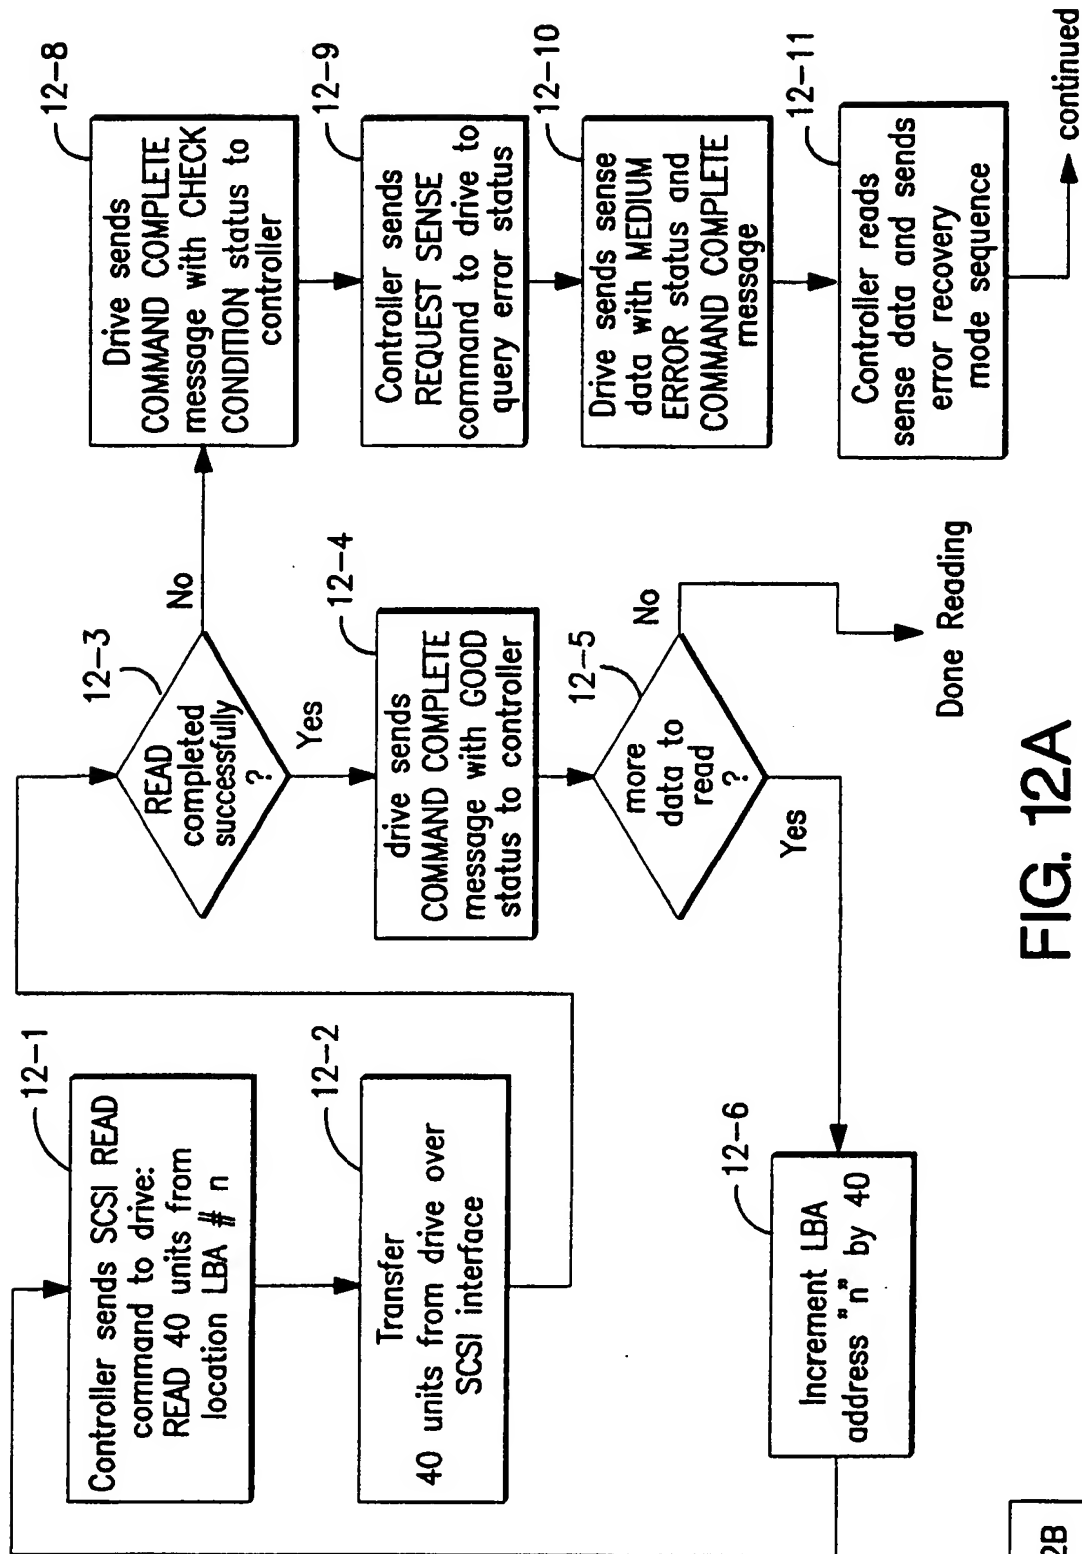 12-1
Controller sends SCSI READ
command to drive:
READ 40 units from
location LBA # n
12-2
Transfer
40 units from drive over
SCSI interface
12-3
READ
completed
successfully
?
No
Yes
12-4
drive sends
COMMAND COMPLETE
message with GOOD
status to controller
12-5
more
data to
read
?
No
Yes
Done Reading
12-6
Increment LBA
address "n" by 40
12-8
Drive sends
COMMAND COMPLETE
message with CHECK
CONDITION status to
controller
12-9
Controller sends
REQUEST SENSE
command to drive to
query error status
12-10
Drive sends sense
data with MEDIUM
ERROR status and
COMMAND COMPLETE
message
12-11
Controller reads
sense data and sends
error recovery
mode sequence
continued
FIG. 12A
2B